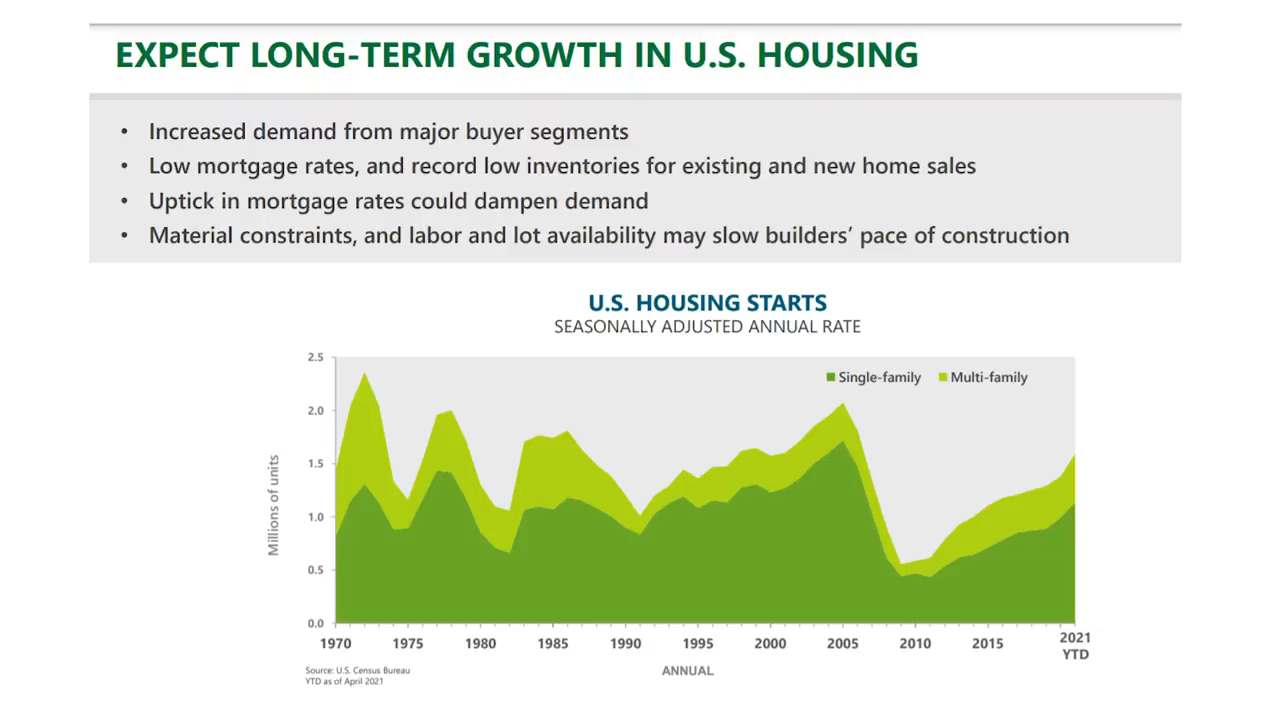 EXPECT LONG-TERM GROWTH IN U.S. HOUSING
• Increased demand from major buyer segments
• Low mortgage rates, and record low inventories for existing and new home sales
• Uptick in mortgage rates could dampen demand
• Material constraints, and labor and lot availability may slow builders’ pace of construction
U.S. HOUSING STARTS
SEASONALLY ADJUSTED ANNUAL RATE
Single-family Multi-family
Millions of units
2.5
2.0
1.5
1.0
0.5
0.0
1970 1975 1980 1985 1990 1995 2000 2005 2010 2015 2021
YTD
ANNUAL
Source: U.S. Census Bureau
YTD as of April 2021